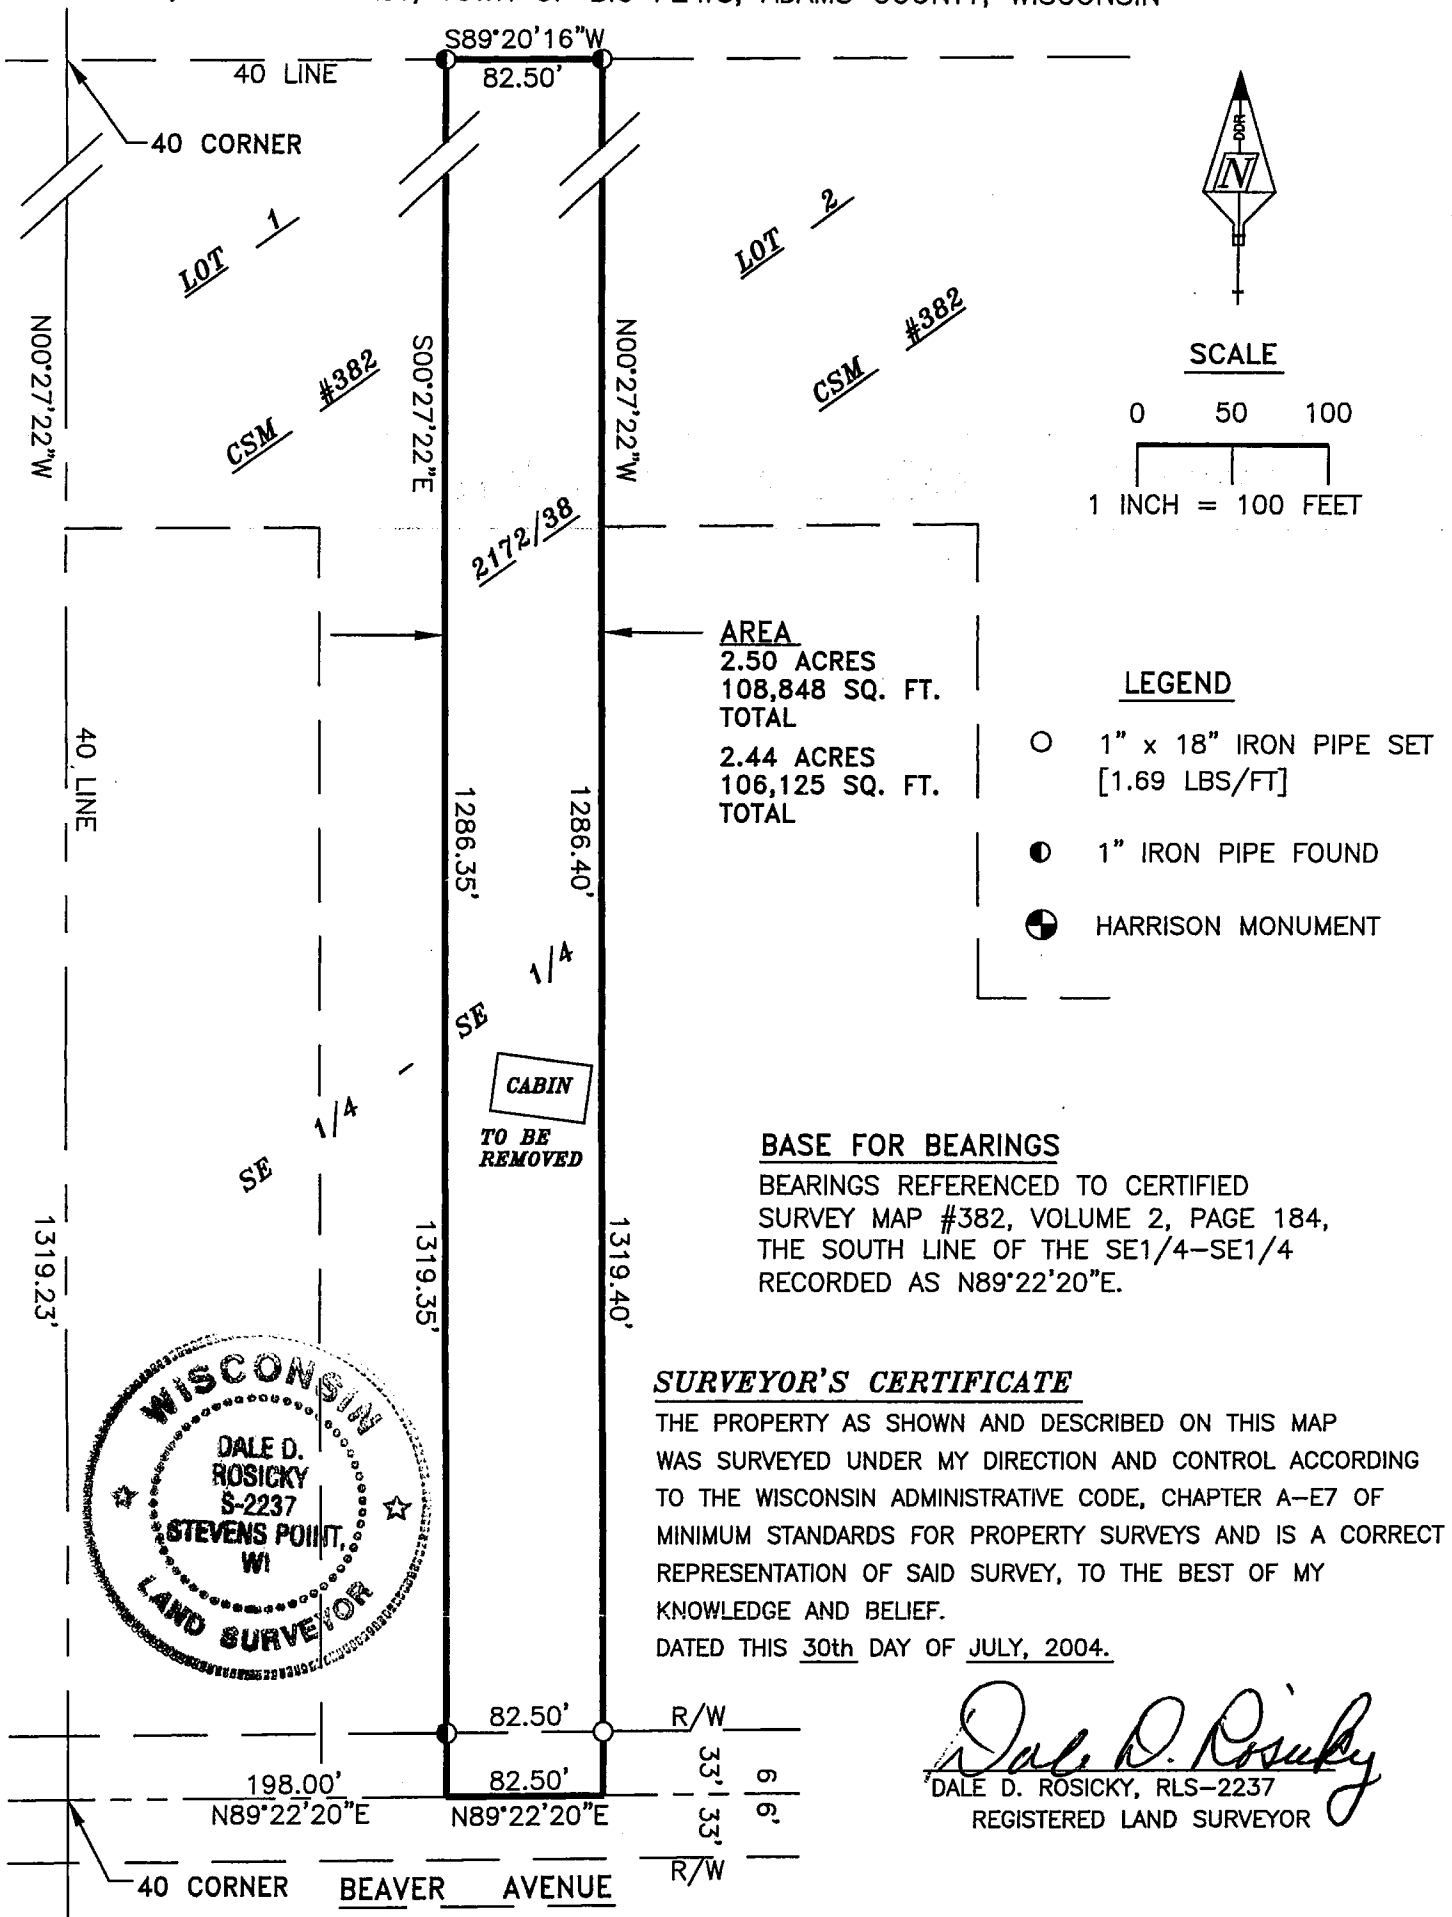 TOWN OF BIG FLATS, ADAMS COUNTY, WISCONSIN
S89°20'16"W
40 LINE
82.50'
40 CORNER
DDR
N
LOT 1
LOT 2
CSM #382
CSM #382
N00°27'22"W
S00°27'22"E
N00°27'22"W
SCALE
0 50 100
1 INCH = 100 FEET
2172/38
AREA
2.50 ACRES
108,848 SQ. FT.
TOTAL
2.44 ACRES
106,125 SQ. FT.
TOTAL
LEGEND
1" x 18" IRON PIPE SET
[1.69 LBS/FT]
1" IRON PIPE FOUND
HARRISON MONUMENT
40 LINE
1286.35'
1286.40'
SE 1/4 - SE 1/4
CABIN
TO BE
REMOVED
BASE FOR BEARINGS
BEARINGS REFERENCED TO CERTIFIED
SURVEY MAP #382, VOLUME 2, PAGE 184,
THE SOUTH LINE OF THE SE1/4-SE1/4
RECORDED AS N89°22'20"E.
1319.23'
1319.35'
1319.40'
WISCONSIN
DALE D.
ROSICKY
S-2237
STEVENS POINT,
WI
LAND SURVEYOR
SURVEYOR'S CERTIFICATE
THE PROPERTY AS SHOWN AND DESCRIBED ON THIS MAP
WAS SURVEYED UNDER MY DIRECTION AND CONTROL ACCORDING
TO THE WISCONSIN ADMINISTRATIVE CODE, CHAPTER A-E7 OF
MINIMUM STANDARDS FOR PROPERTY SURVEYS AND IS A CORRECT
REPRESENTATION OF SAID SURVEY, TO THE BEST OF MY
KNOWLEDGE AND BELIEF.
DATED THIS 30th DAY OF JULY, 2004.
Dale D. Rosicky
DALE D. ROSICKY, RLS-2237
REGISTERED LAND SURVEYOR
82.50'
R/W
33'
66'
198.00'
82.50'
N89°22'20"E
N89°22'20"E
33'
R/W
40 CORNER
BEAVER AVENUE